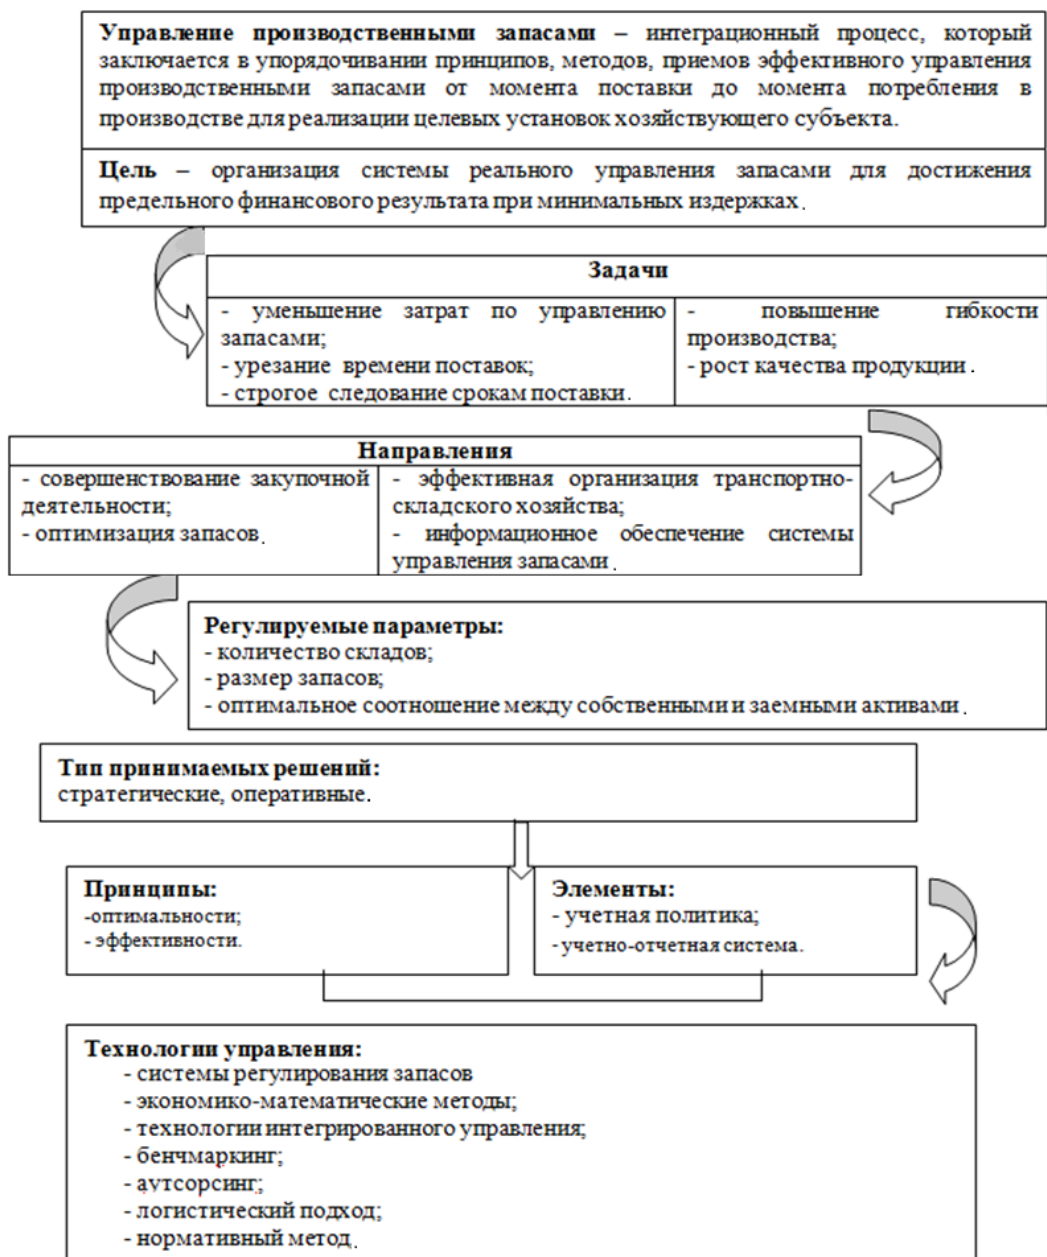 Управление производственными запасами – интеграционный процесс, который
заключается в упорядочивании принципов, методов, приемов эффективного управления
производственными запасами от момента поставки до момента потребления в
производстве для реализации целевых установок хозяйствующего субъекта.
Цель – организация системы реального управления запасами для достижения
предельного финансового результата при минимальных издержках.
Задачи
- уменьшение затрат по управлению
запасами;
- урезание времени поставок;
- строгое следование срокам поставки.
- повышение гибкости
производства;
- рост качества продукции.
Направления
- совершенствование закупочной
деятельности;
- оптимизация запасов.
- эффективная организация транспортно-
складского хозяйства;
- информационное обеспечение системы
управления запасами.
Регулируемые параметры:
- количество складов;
- размер запасов;
- оптимальное соотношение между собственными и заемными активами.
Тип принимаемых решений:
стратегические, оперативные.
Принципы:
-оптимальности;
- эффективности.
Элементы:
- учетная политика;
- учетно-отчетная система.
Технологии управления:
- системы регулирования запасов
- экономико-математические методы;
- технологии интегрированного управления;
- бенчмаркинг;
- аутсорсинг;
- логистический подход;
- нормативный метод.